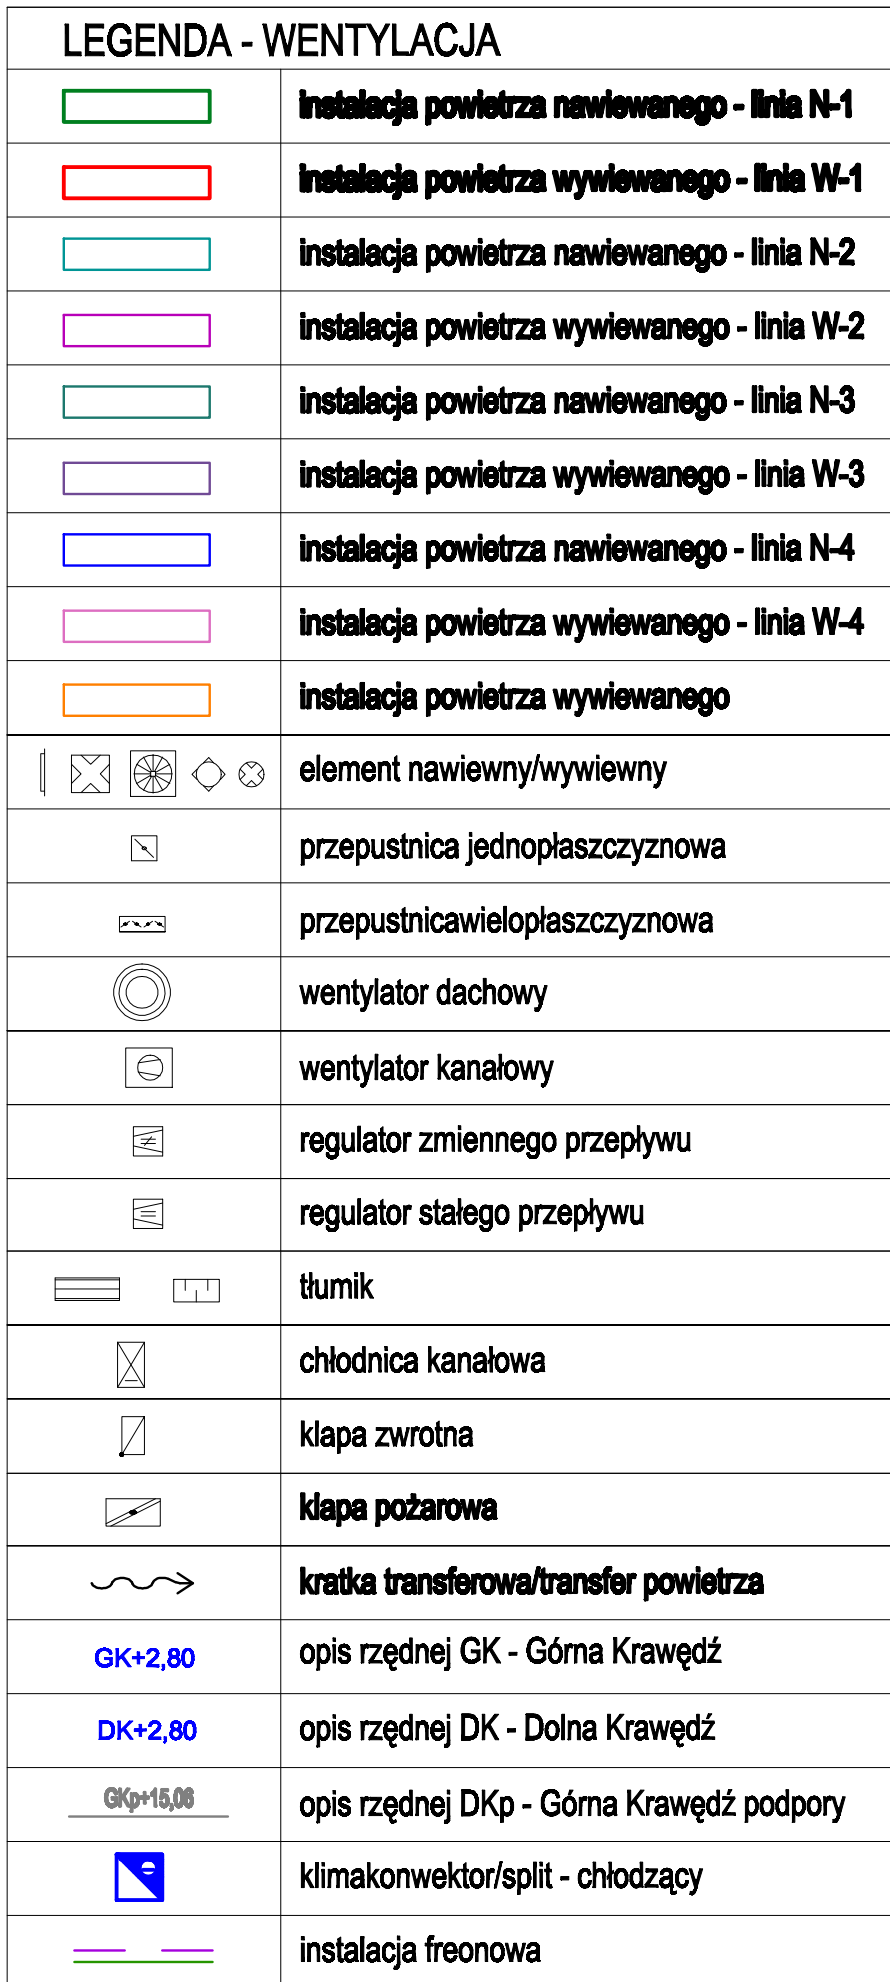 LEGENDA - WENTYLACJA
instalacja powietrza nawiewanego - linia N-1
instalacja powietrza wywiewanego - linia W-1
instalacja powietrza nawiewanego - linia N-2
instalacja powietrza wywiewanego - linia W-2
instalacja powietrza nawiewanego - linia N-3
instalacja powietrza wywiewanego - linia W-3
instalacja powietrza nawiewanego - linia N-4
instalacja powietrza wywiewanego - linia W-4
instalacja powietrza wywiewanego
element nawiewny/wywiewny
przepustnica jednopłaszczyznowa
przepustnicawielopłaszczyznowa
wentylator dachowy
wentylator kanałowy
regulator zmiennego przepływu
regulator stałego przepływu
tłumik
chłodnica kanałowa
klapa zwrotna
klapa pożarowa
kratka transferowa/transfer powietrza
GK+2,80 opis rzędnej GK - Górna Krawędź
DK+2,80 opis rzędnej DK - Dolna Krawędź
GKp+15,06 opis rzędnej DKp - Górna Krawędź podpory
klimakonwektor/split - chłodzący
instalacja freonowa